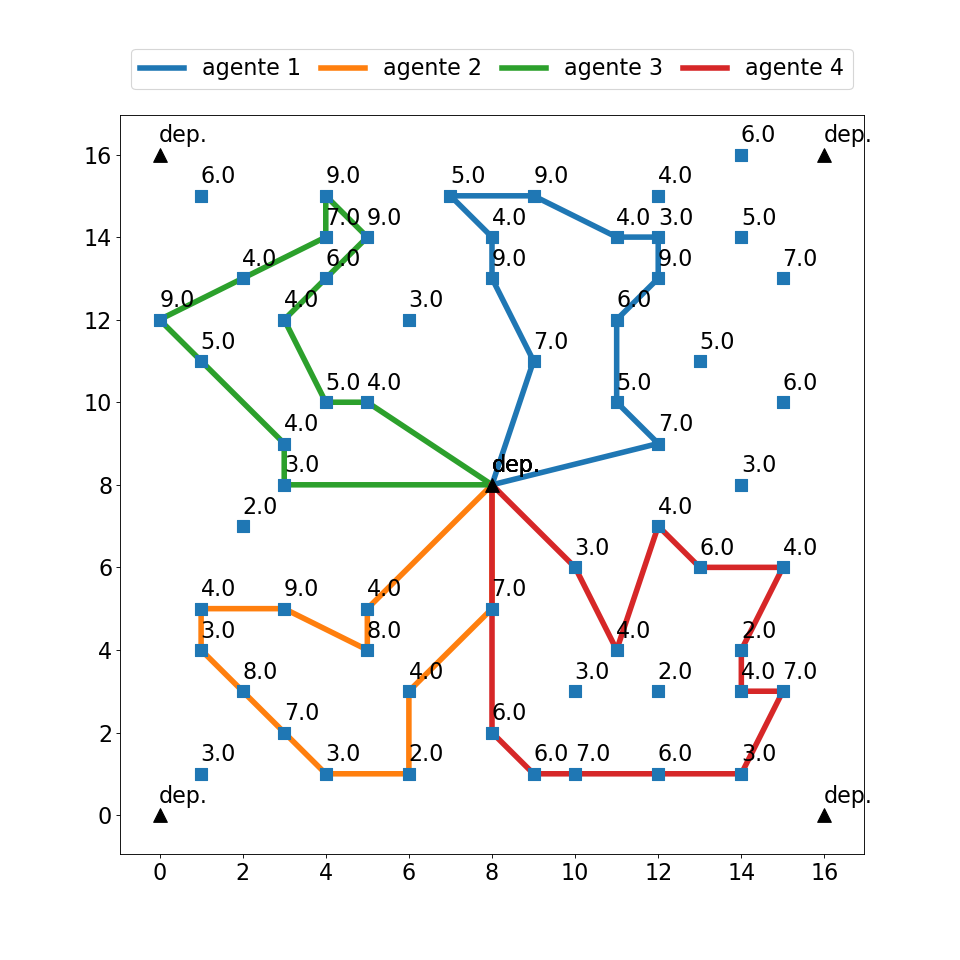 agente 1 agente 2 agente 3 agente 4
dep. 6.0 dep.
16
6.0 9.0 5.0 9.0 4.0
7.0 9.0 4.0 4.0 3.0 5.0
14
4.0 6.0 9.0 9.0 7.0
9.0 4.0 3.0 6.0
12
5.0 7.0 5.0
5.0 4.0 5.0 6.0
10
4.0 7.0
3.0 dep. 3.0
8
2.0 4.0
3.0 6.0 4.0
6
4.0 9.0 4.0 7.0
3.0 8.0 4.0 2.0
4
8.0 4.0 3.0 2.0 4.0 7.0
7.0 6.0
2
3.0 3.0 2.0 6.0 7.0 6.0 3.0
dep. dep.
0
0 2 4 6 8 10 12 14 16